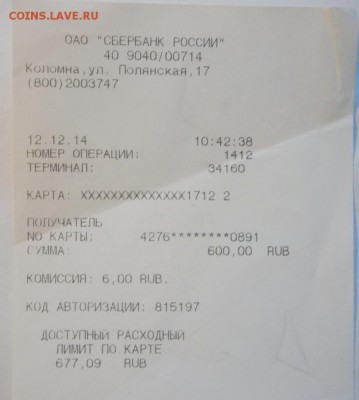 COINS.LAVE.RU
ОАО "СБЕРБАНК РОССИИ"
40 9040/00714
Коломна,ул. Полянская,17
(800)2003747
12.12.14 10:42:38
НОМЕР ОПЕРАЦИИ: 1412
ТЕРМИНАЛ: 34160
КАРТА: XXXXXXXXXXXXXX1712 2
ПОЛУЧАТЕЛЬ
NO КАРТЫ: 4276********0891
СУММА: 600,00 RUB
КОМИССИЯ: 6,00 RUB.
КОД АВТОРИЗАЦИИ: 815197
ДОСТУПНЫЙ РАСХОДНЫЙ
ЛИМИТ ПО КАРТЕ
677,09 RUB